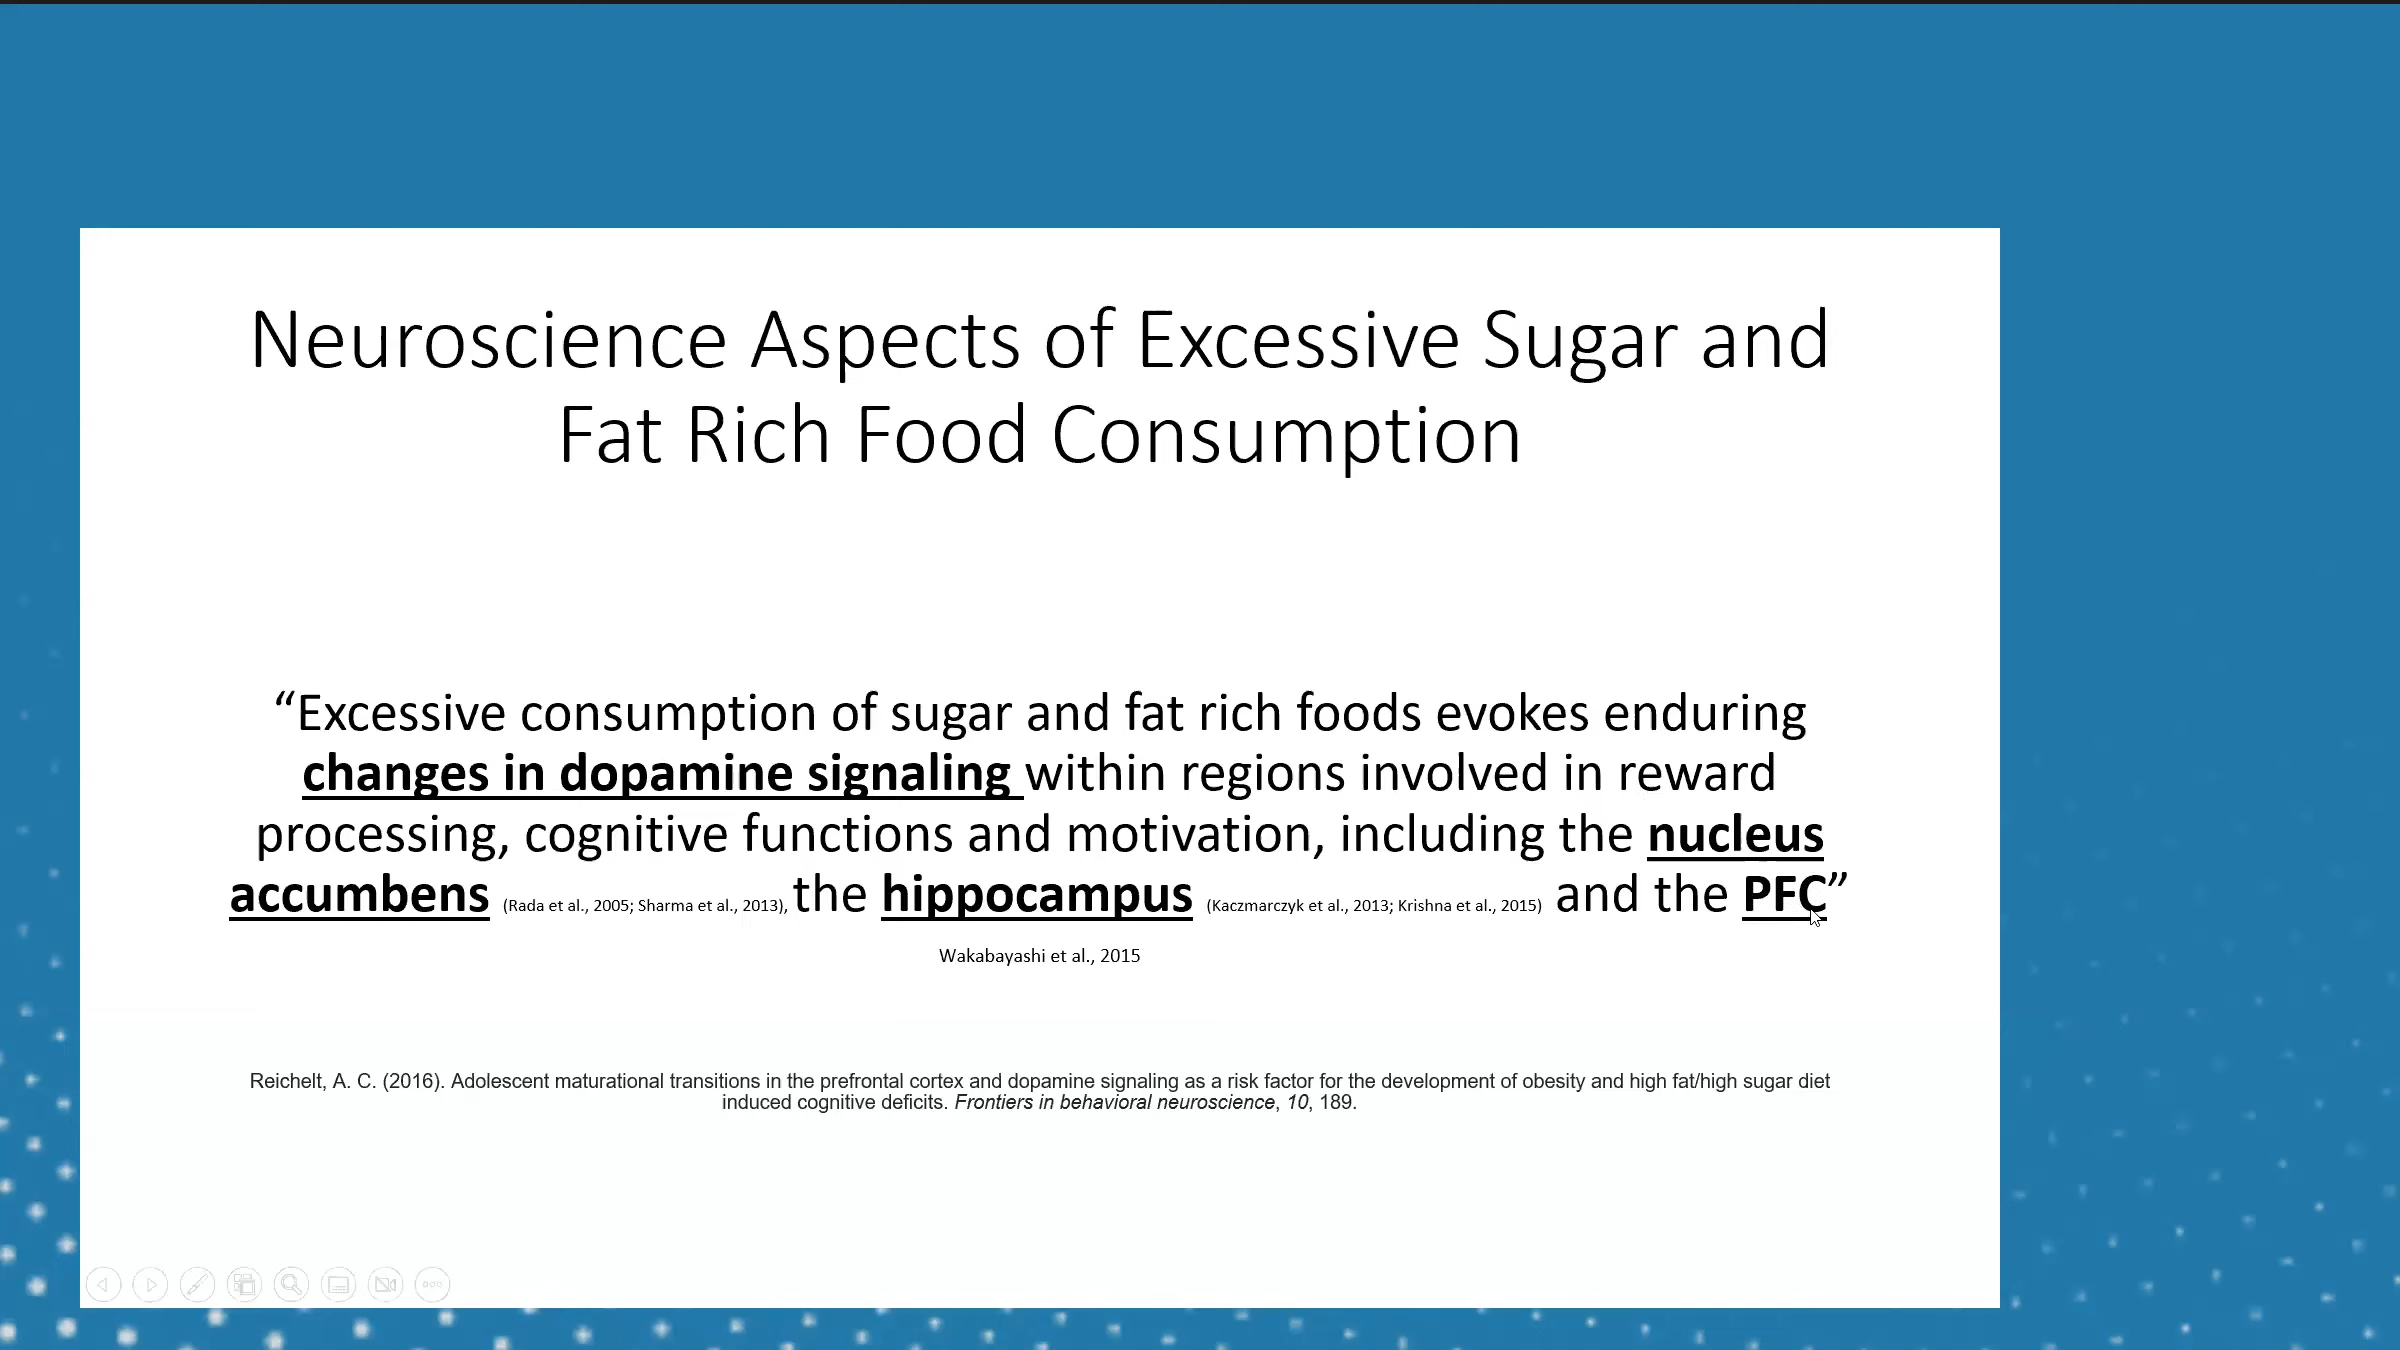 Neuroscience Aspects of Excessive Sugar and
Fat Rich Food Consumption
“Excessive consumption of sugar and fat rich foods evokes enduring
changes in dopamine signaling within regions involved in reward
processing, cognitive functions and motivation, including the nucleus
accumbens (Rada et al., 2005; Sharma et al., 2013), the hippocampus (Kaczmarczyk et al., 2013; Krishna et al., 2015) and the PFC”
Wakabayashi et al., 2015
Reichelt, A. C. (2016). Adolescent maturational transitions in the prefrontal cortex and dopamine signaling as a risk factor for the development of obesity and high fat/high sugar diet
induced cognitive deficits. Frontiers in behavioral neuroscience, 10, 189.